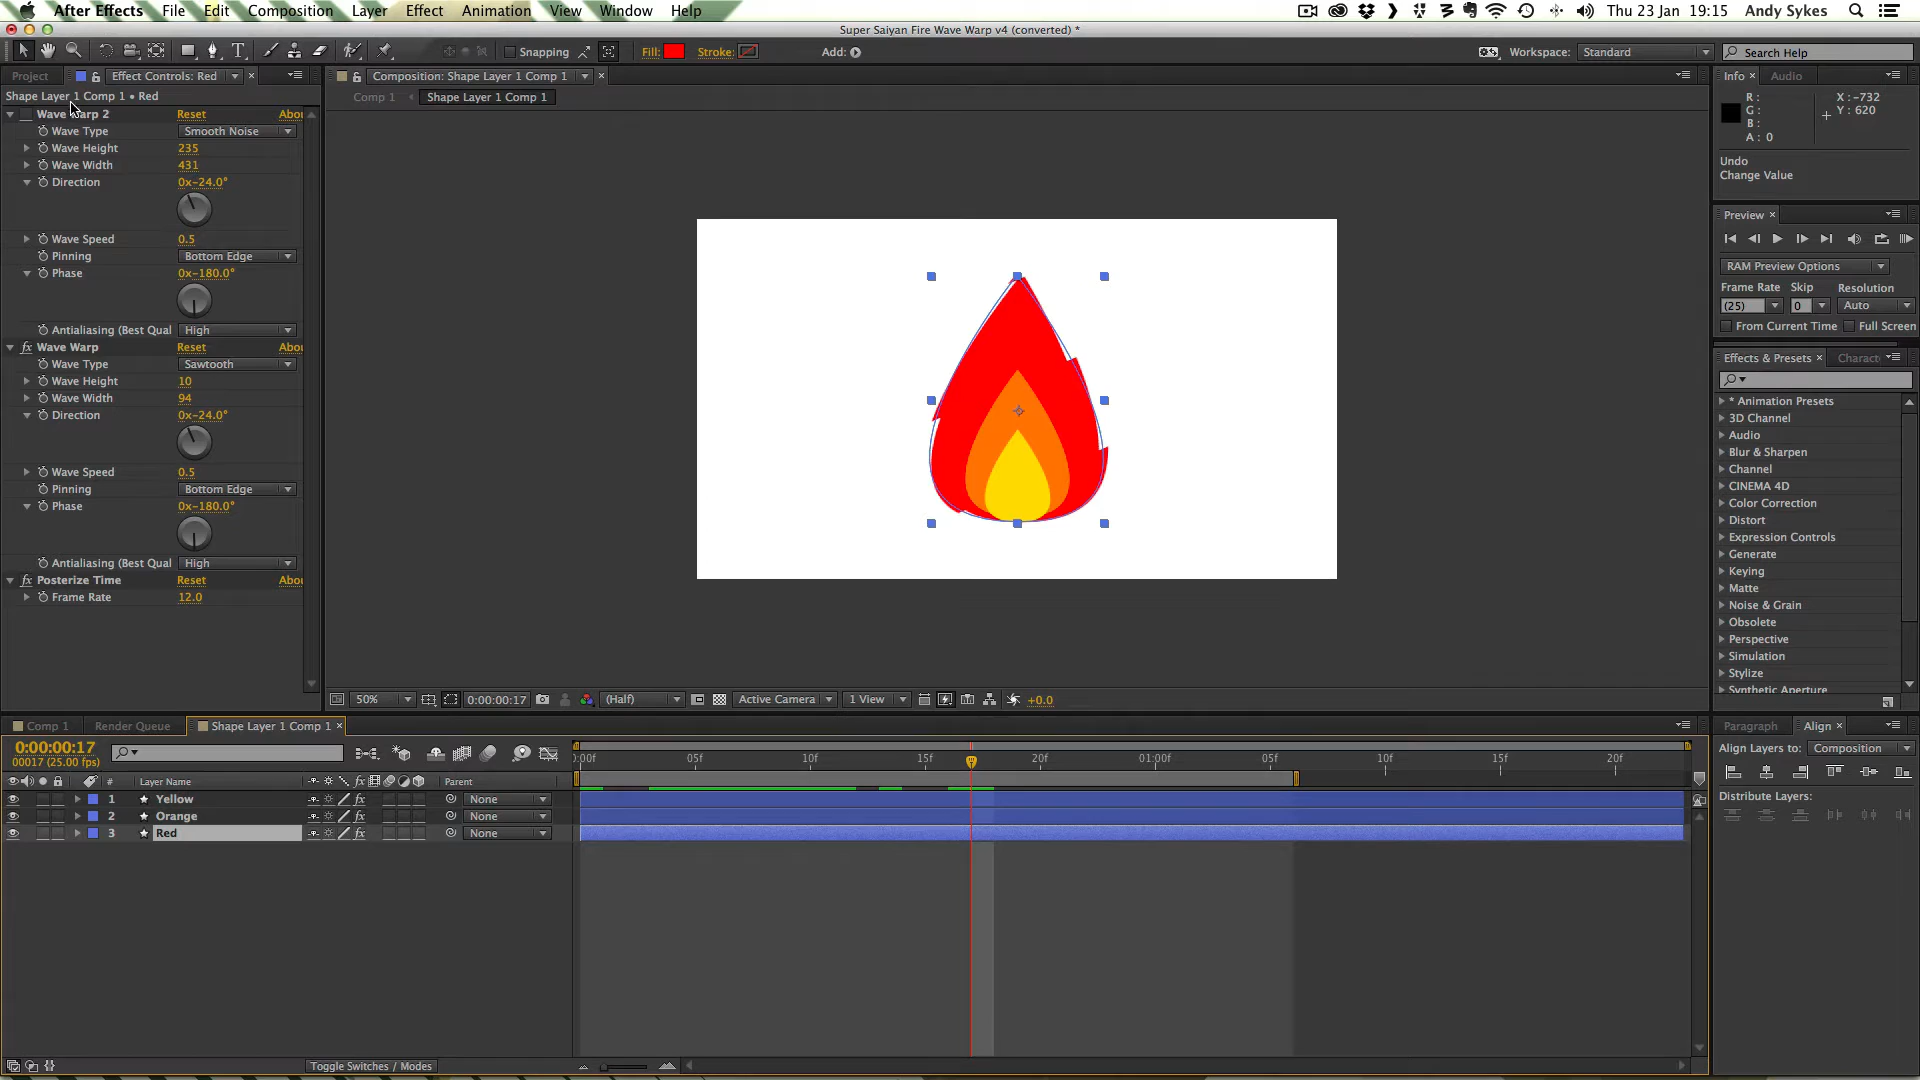 After Effects File Edit Composition Layer Effect Animation View Window Help Thu 23 Jan 19:15 Andy Sykes
Super Saiyan Fire Wave Warp v4 (converted) *
Snapping Fill: Stroke: Add: Workspace: Standard Search Help
Project Effect Controls: Red
Shape Layer 1 Comp 1 • Red
Wave Warp 2 Reset Abou
Wave Type Smooth Noise
Wave Height 235
Wave Width 431
Direction 0x-24.0°
Wave Speed 0.5
Pinning Bottom Edge
Phase 0x-180.0°
Antialiasing (Best Qual High
fx Wave Warp Reset Abou
Wave Type Sawtooth
Wave Height 10
Wave Width 94
Direction 0x-24.0°
Wave Speed 0.5
Pinning Bottom Edge
Phase 0x-180.0°
Antialiasing (Best Qual High
fx Posterize Time Reset Abou
Frame Rate 12.0
Composition: Shape Layer 1 Comp 1
Comp 1 Shape Layer 1 Comp 1
50% 0:00:00:17 (Half) Active Camera 1 View +0.0
Info Audio
R : X : -732
G : Y : 620
B :
A : 0
Undo
Change Value
Preview
RAM Preview Options
Frame Rate Skip Resolution
(25) 0 Auto
From Current Time Full Screen
Effects & Presets Charact
* Animation Presets
3D Channel
Audio
Blur & Sharpen
Channel
CINEMA 4D
Color Correction
Distort
Expression Controls
Generate
Keying
Matte
Noise & Grain
Obsolete
Perspective
Simulation
Stylize
Synthetic Aperture
Comp 1 Render Queue Shape Layer 1 Comp 1
0:00:00:17
00017 (25.00 fps)
:00f 05f 10f 15f 20f 01:00f 05f 10f 15f 20f
# Layer Name fx Parent
1 Yellow fx None
2 Orange fx None
3 Red fx None
Toggle Switches / Modes
Paragraph Align
Align Layers to: Composition
Distribute Layers: